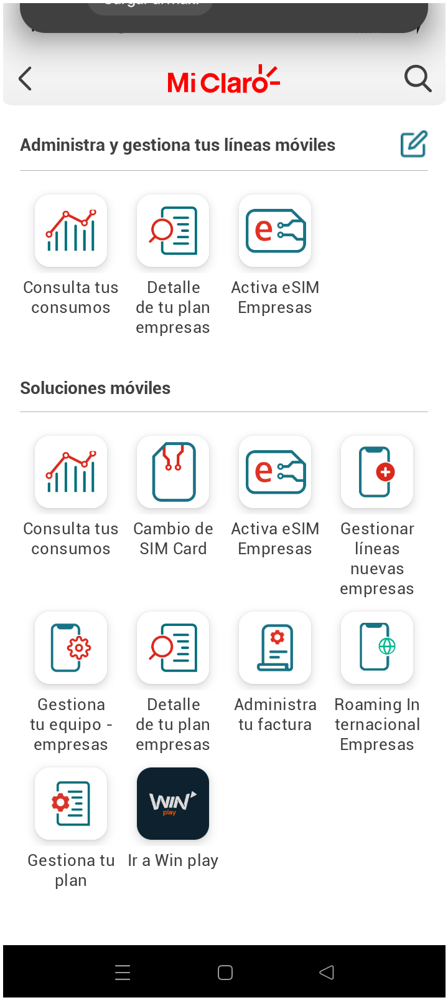 Mi Claro
Administra y gestiona tus líneas móviles
Consulta tus
consumos
Detalle
de tu plan
empresas
e
Activa eSIM
Empresas
Soluciones móviles
Consulta tus
consumos
Cambio de
SIM Card
e
Activa eSIM
Empresas
Gestionar
líneas
nuevas
empresas
Gestiona
tu equipo -
empresas
Detalle
de tu plan
empresas
Administra
tu factura
Roaming In
ternacional
Empresas
Gestiona tu
plan
WIN
play
Ir a Win play